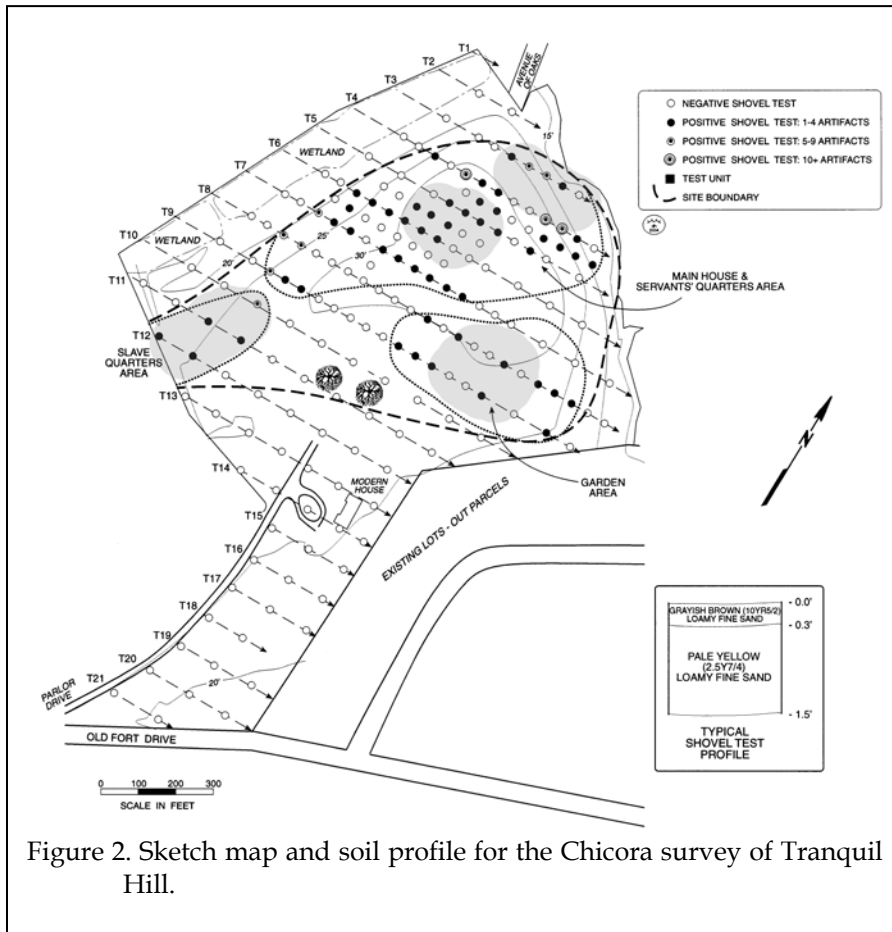 T1
T2
T3
T4
T5
T6
T7
T8
T9
T10
T11
T12
T13
T14
T15
T16
T17
T18
T19
T20
T21
AVENUE
OF OAKS
15'
WETLAND
WETLAND
20'
25'
30'
○ NEGATIVE SHOVEL TEST
● POSITIVE SHOVEL TEST: 1-4 ARTIFACTS
POSITIVE SHOVEL TEST: 5-9 ARTIFACTS
POSITIVE SHOVEL TEST: 10+ ARTIFACTS
■ TEST UNIT
SITE BOUNDARY
MAIN HOUSE &
SERVANTS' QUARTERS
AREA
SLAVE
QUARTERS
AREA
N
GARDEN
AREA
MODERN
HOUSE
EXISTING LOTS - OUT PARCELS
20'
PARLOR
DRIVE
OLD FORT DRIVE
0 100 200 300
SCALE IN FEET
GRAYISH BROWN (10YR5/2)
LOAMY FINE SAND
PALE YELLOW
(2.5Y7/4)
LOAMY FINE SAND
- 0.0'
- 0.3'
- 1.5'
TYPICAL
SHOVEL TEST
PROFILE
Figure 2. Sketch map and soil profile for the Chicora survey of Tranquil
Hill.